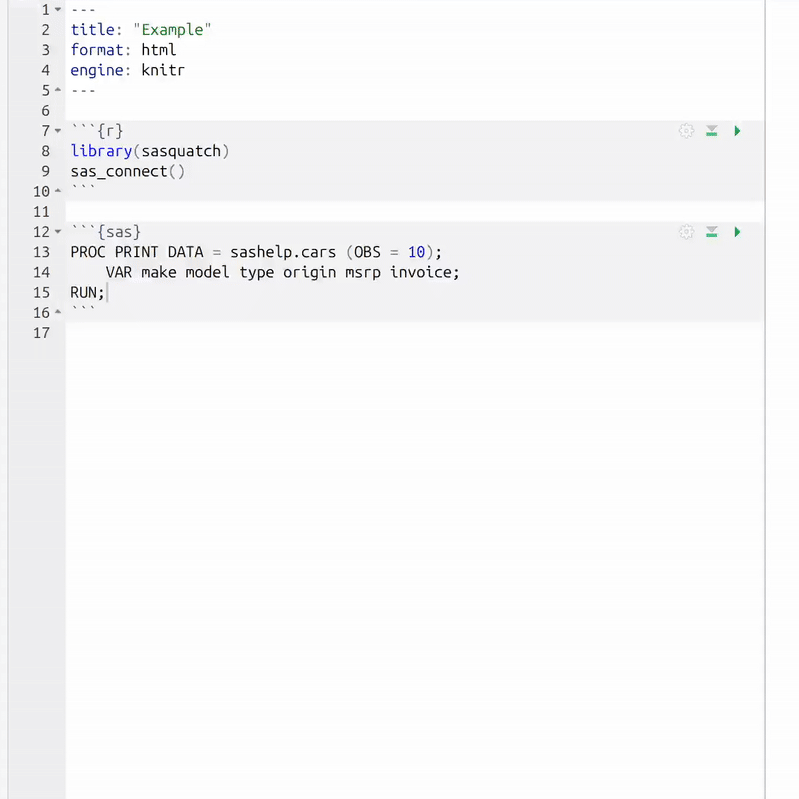 1 ---
2 title: "Example"
3 format: html
4 engine: knitr
5 ---
6
7 ```{r}
8 library(sasquatch)
9 sas_connect()
10 ```
11
12 ```{sas}
13 PROC PRINT DATA = sashelp.cars (OBS = 10);
14     VAR make model type origin msrp invoice;
15 RUN;
16 ```
17